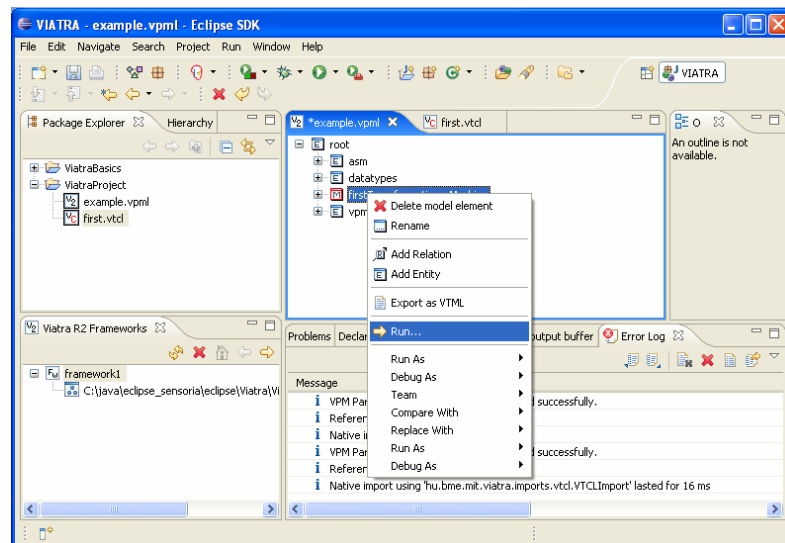 VIATRA - example.vpml - Eclipse SDK
File Edit Navigate Search Project Run Window Help
VIATRA
Package Explorer Hierarchy
ViatraBasics
ViatraProject
example.vpml
first.vtcl
*example.vpml first.vtcl
root
asm
datatypes
vpm
Delete model element
Rename
Add Relation
Add Entity
Export as VTML
Run...
Run As
Debug As
Team
Compare With
Replace With
Run As
Debug As
O
An outline is not
available.
Viatra R2 Frameworks
framework1
C:\java\eclipse_sensoria\eclipse\Viatra\Vi
Problems Declar utput buffer Error Log
Message
VPM Par d successfully.
Referen
Native i
VPM Par d successfully.
Referen
Native import using 'hu.bme.mit.viatra.imports.vtcl.VTCLImport' lasted for 16 ms